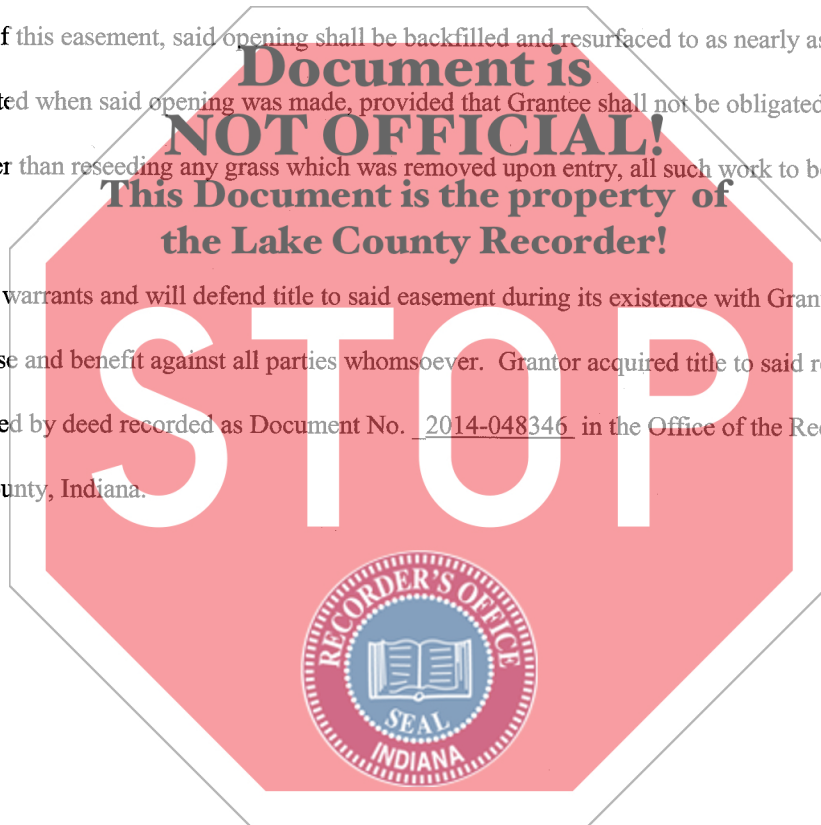 f this easement, said opening shall be backfilled and resurfaced to as nearly as
Document is
ted when said opening was made, provided that Grantee shall not be obligated
NOT OFFICIAL!
er than reseeding any grass which was removed upon entry, all such work to be
This Document is the property of
the Lake County Recorder!
warrants and will defend title to said easement during its existence with Gran
STOP
se and benefit against all parties whomsoever. Grantor acquired title to said r
ed by deed recorded as Document No. 2014-048346 in the Office of the Rec
unty, Indiana.
RECORDER'S OFFICE
SEAL
INDIANA